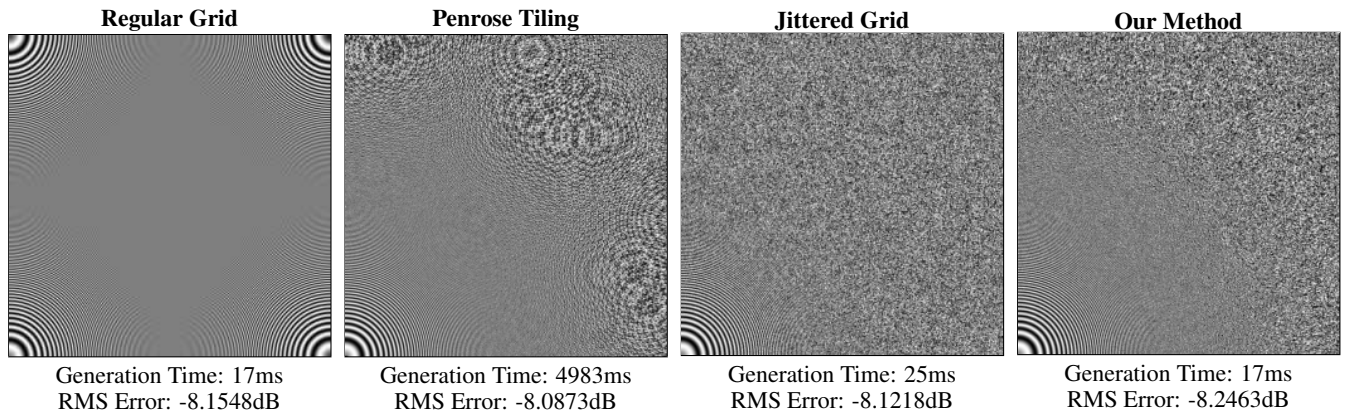 Regular Grid
Penrose Tiling
Jittered Grid
Our Method
Generation Time: 17ms
RMS Error: -8.1548dB
Generation Time: 4983ms
RMS Error: -8.0873dB
Generation Time: 25ms
RMS Error: -8.1218dB
Generation Time: 17ms
RMS Error: -8.2463dB